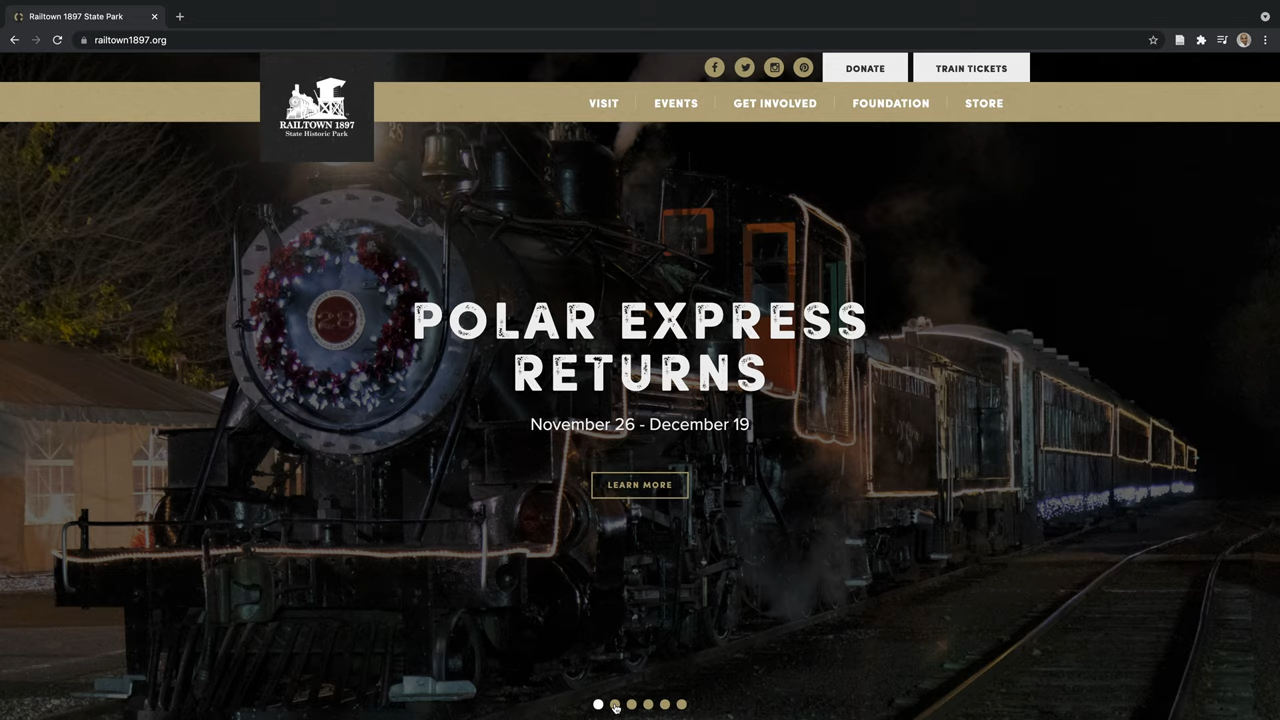 Railtown 1897 State Park
railtown1897.org
DONATE
TRAIN TICKETS
RAILTOWN 1897
State Historic Park
VISIT
EVENTS
GET INVOLVED
FOUNDATION
STORE
28
POLAR EXPRESS
RETURNS
November 26 - December 19
LEARN MORE